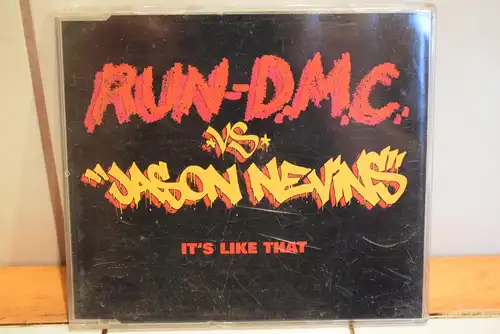 RUN-D.M.C.
*VS*
"JASON NEVINS"
IT'S LIKE THAT